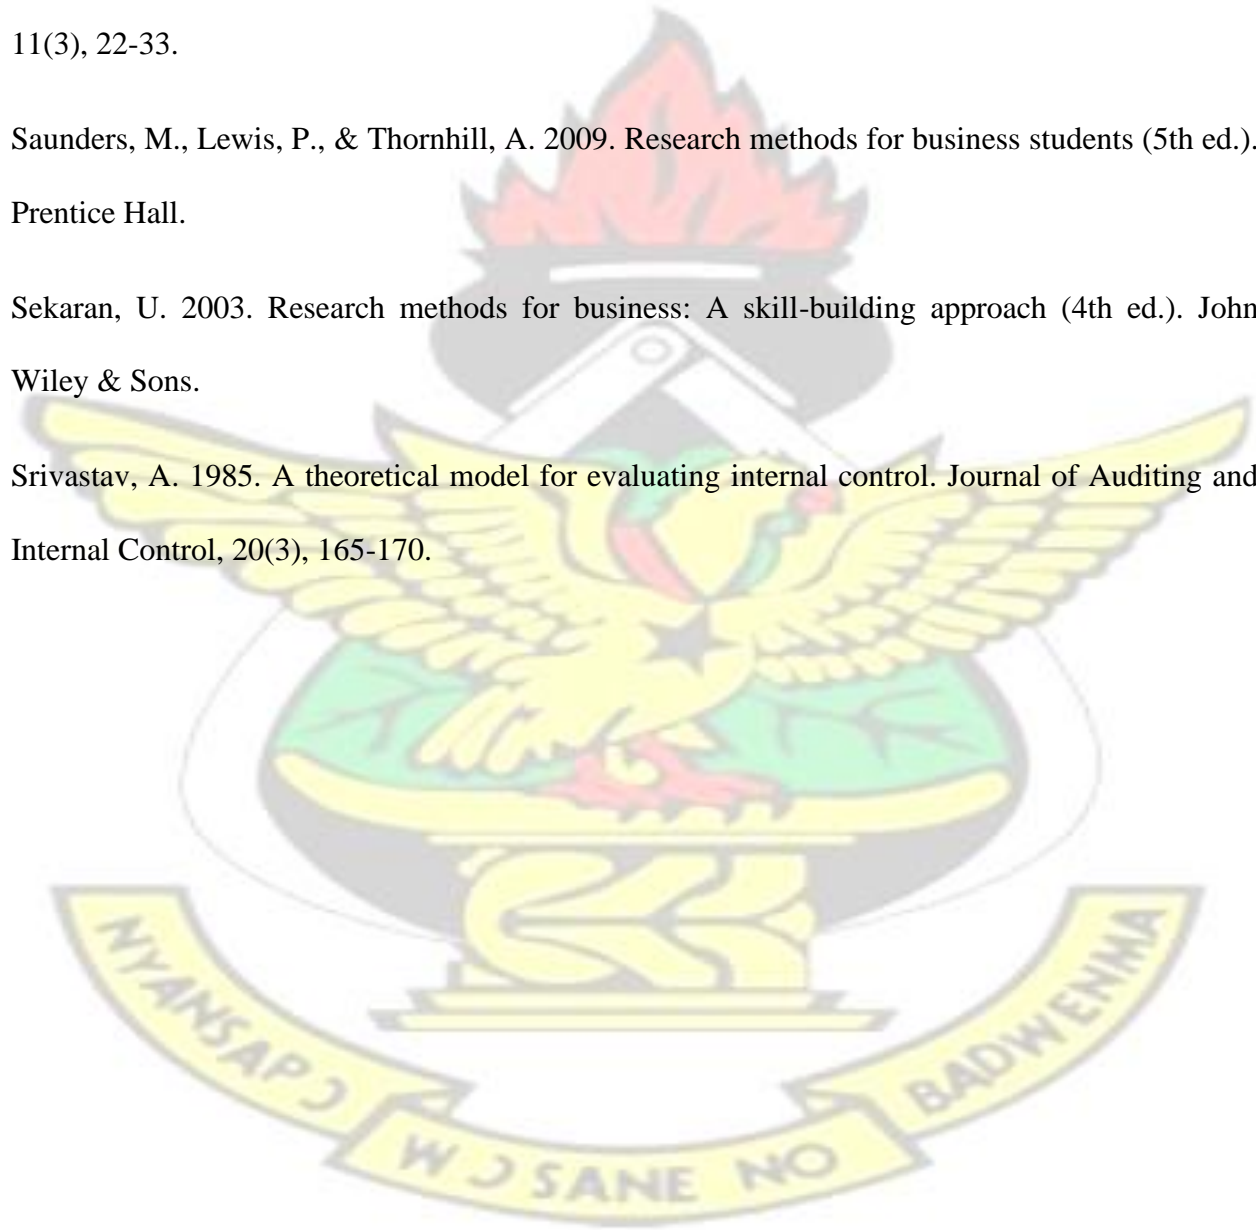 11(3), 22-33.
Saunders, M., Lewis, P., & Thornhill, A. 2009. Research methods for business students (5th ed.).
Prentice Hall.
Sekaran, U. 2003. Research methods for business: A skill-building approach (4th ed.). John
Wiley & Sons.
Srivastav, A. 1985. A theoretical model for evaluating internal control. Journal of Auditing and
Internal Control, 20(3), 165-170.
NYANSAPƆ
WƆ SANE NO
BADWENMA